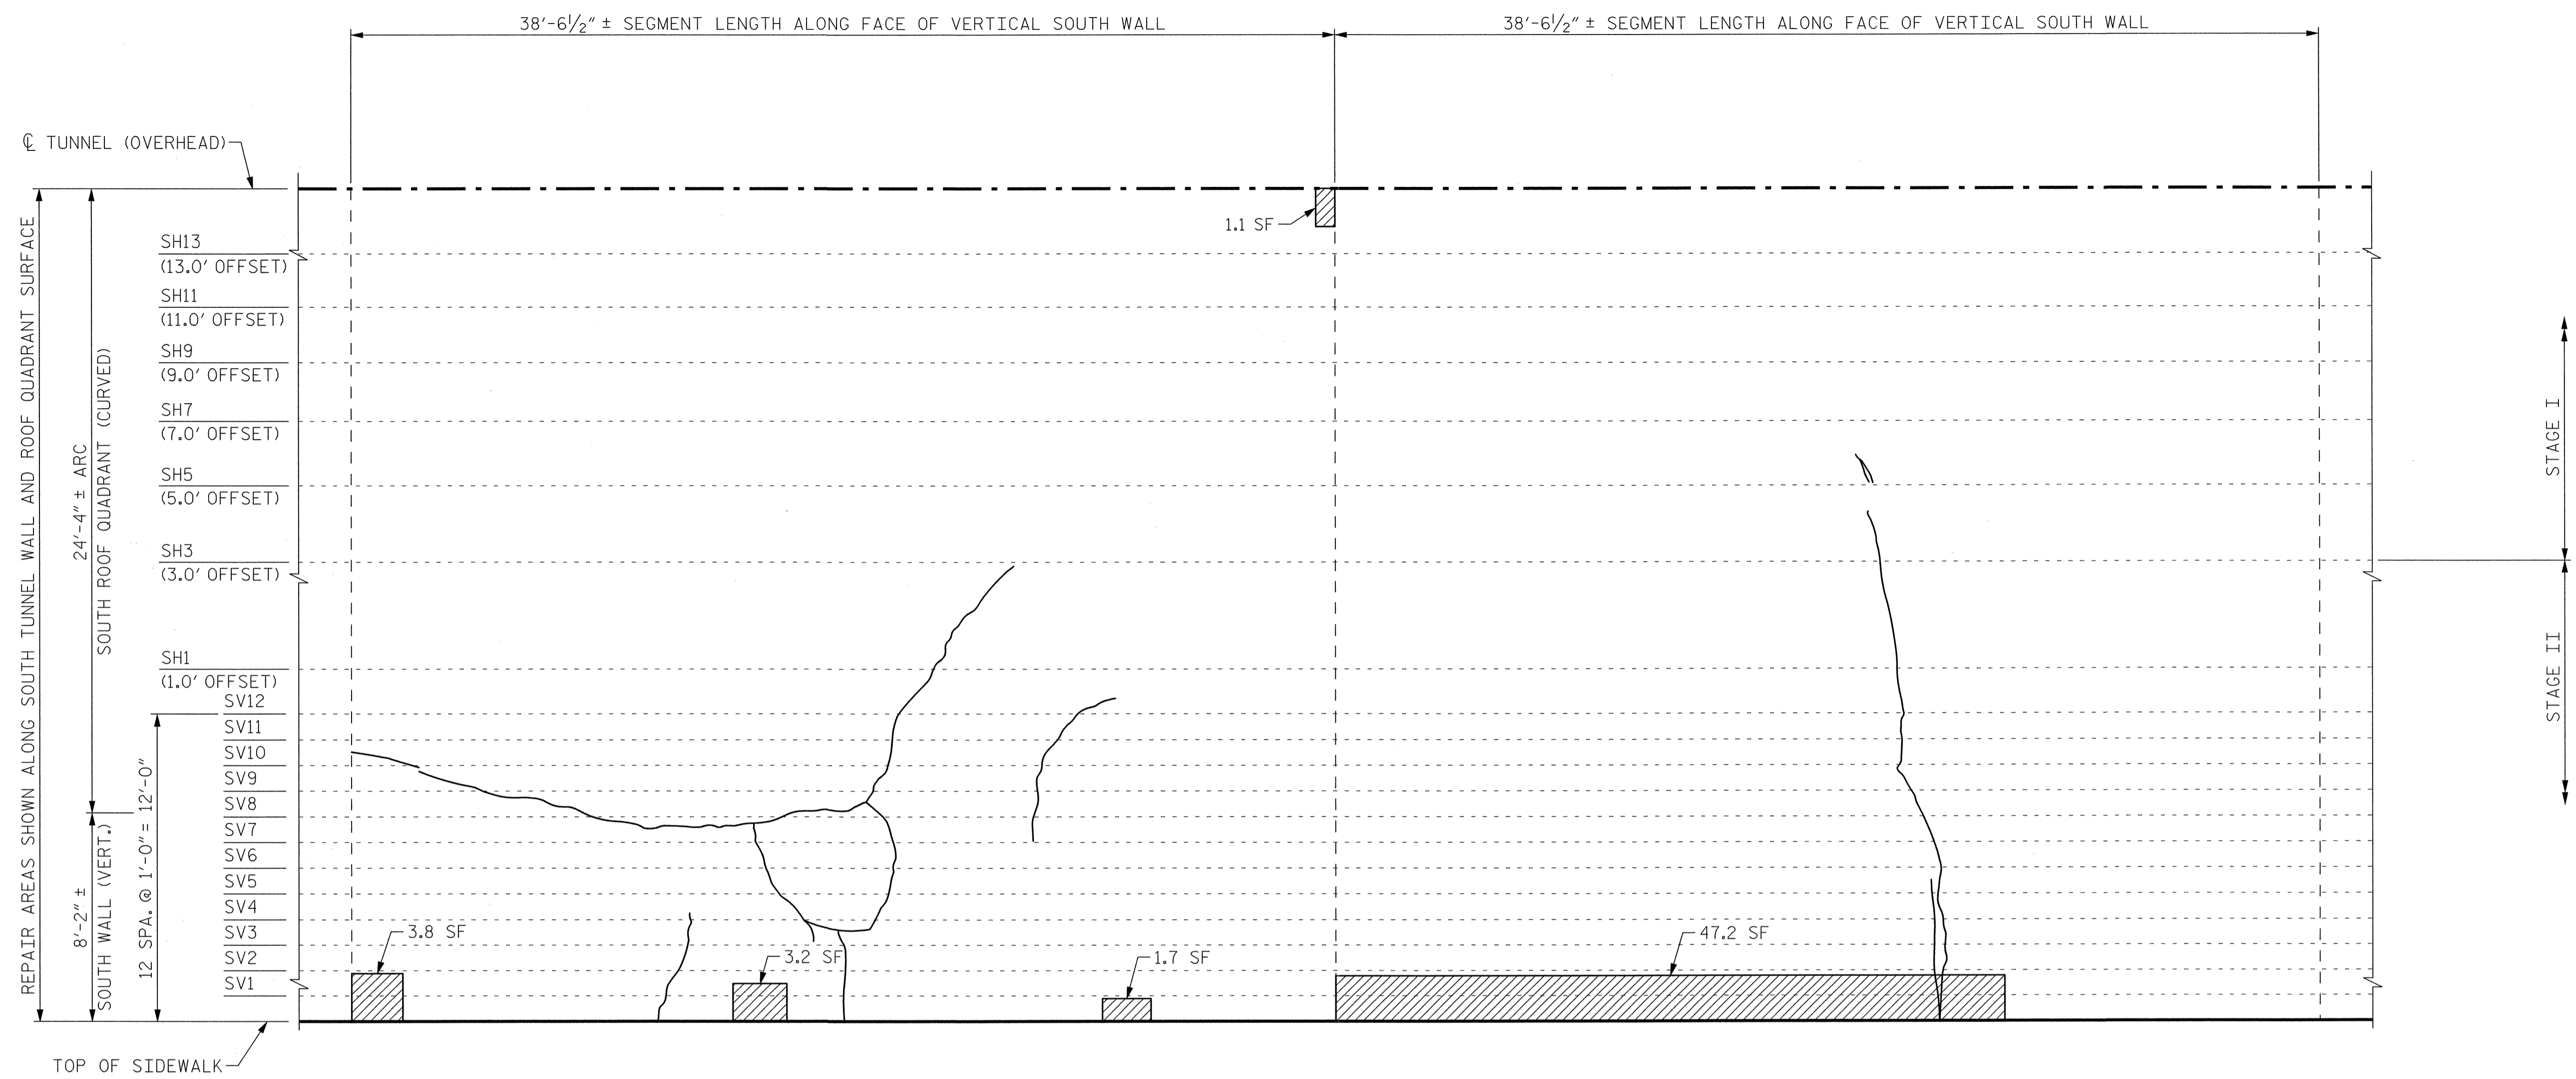 38'-6½" ± SEGMENT LENGTH ALONG FACE OF VERTICAL SOUTH WALL
38'-6½" ± SEGMENT LENGTH ALONG FACE OF VERTICAL SOUTH WALL
℄ TUNNEL (OVERHEAD)
1.1 SF
REPAIR AREAS SHOWN ALONG SOUTH TUNNEL WALL AND ROOF QUADRANT SURFACE
24'-4" ± ARC
SOUTH ROOF QUADRANT (CURVED)
8'-2" ±
SOUTH WALL (VERT.)
12 SPA. @ 1'-0" = 12'-0"
SH13
(13.0' OFFSET)
SH11
(11.0' OFFSET)
SH9
(9.0' OFFSET)
SH7
(7.0' OFFSET)
SH5
(5.0' OFFSET)
SH3
(3.0' OFFSET)
SH1
(1.0' OFFSET)
SV12
SV11
SV10
SV9
SV8
SV7
SV6
SV5
SV4
SV3
SV2
SV1
3.8 SF
3.2 SF
1.7 SF
47.2 SF
STAGE I
STAGE II
TOP OF SIDEWALK